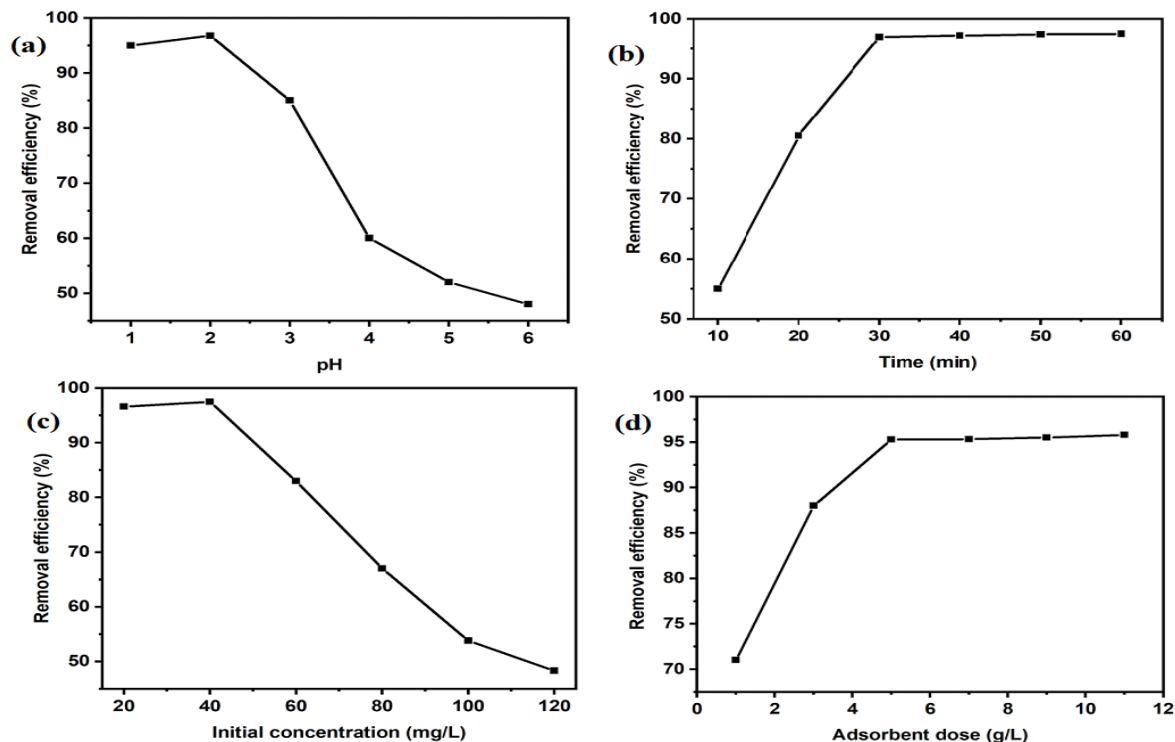 (a)
Removal efficiency (%)
100
90
80
70
60
50
1 2 3 4 5 6
pH
(b)
Removal efficiency (%)
100
90
80
70
60
50
10 20 30 40 50 60
Time (min)
(c)
Removal efficiency (%)
100
90
80
70
60
50
20 40 60 80 100 120
Initial concentration (mg/L)
(d)
Removal efficiency (%)
100
95
90
85
80
75
70
0 2 4 6 8 10 12
Adsorbent dose (g/L)